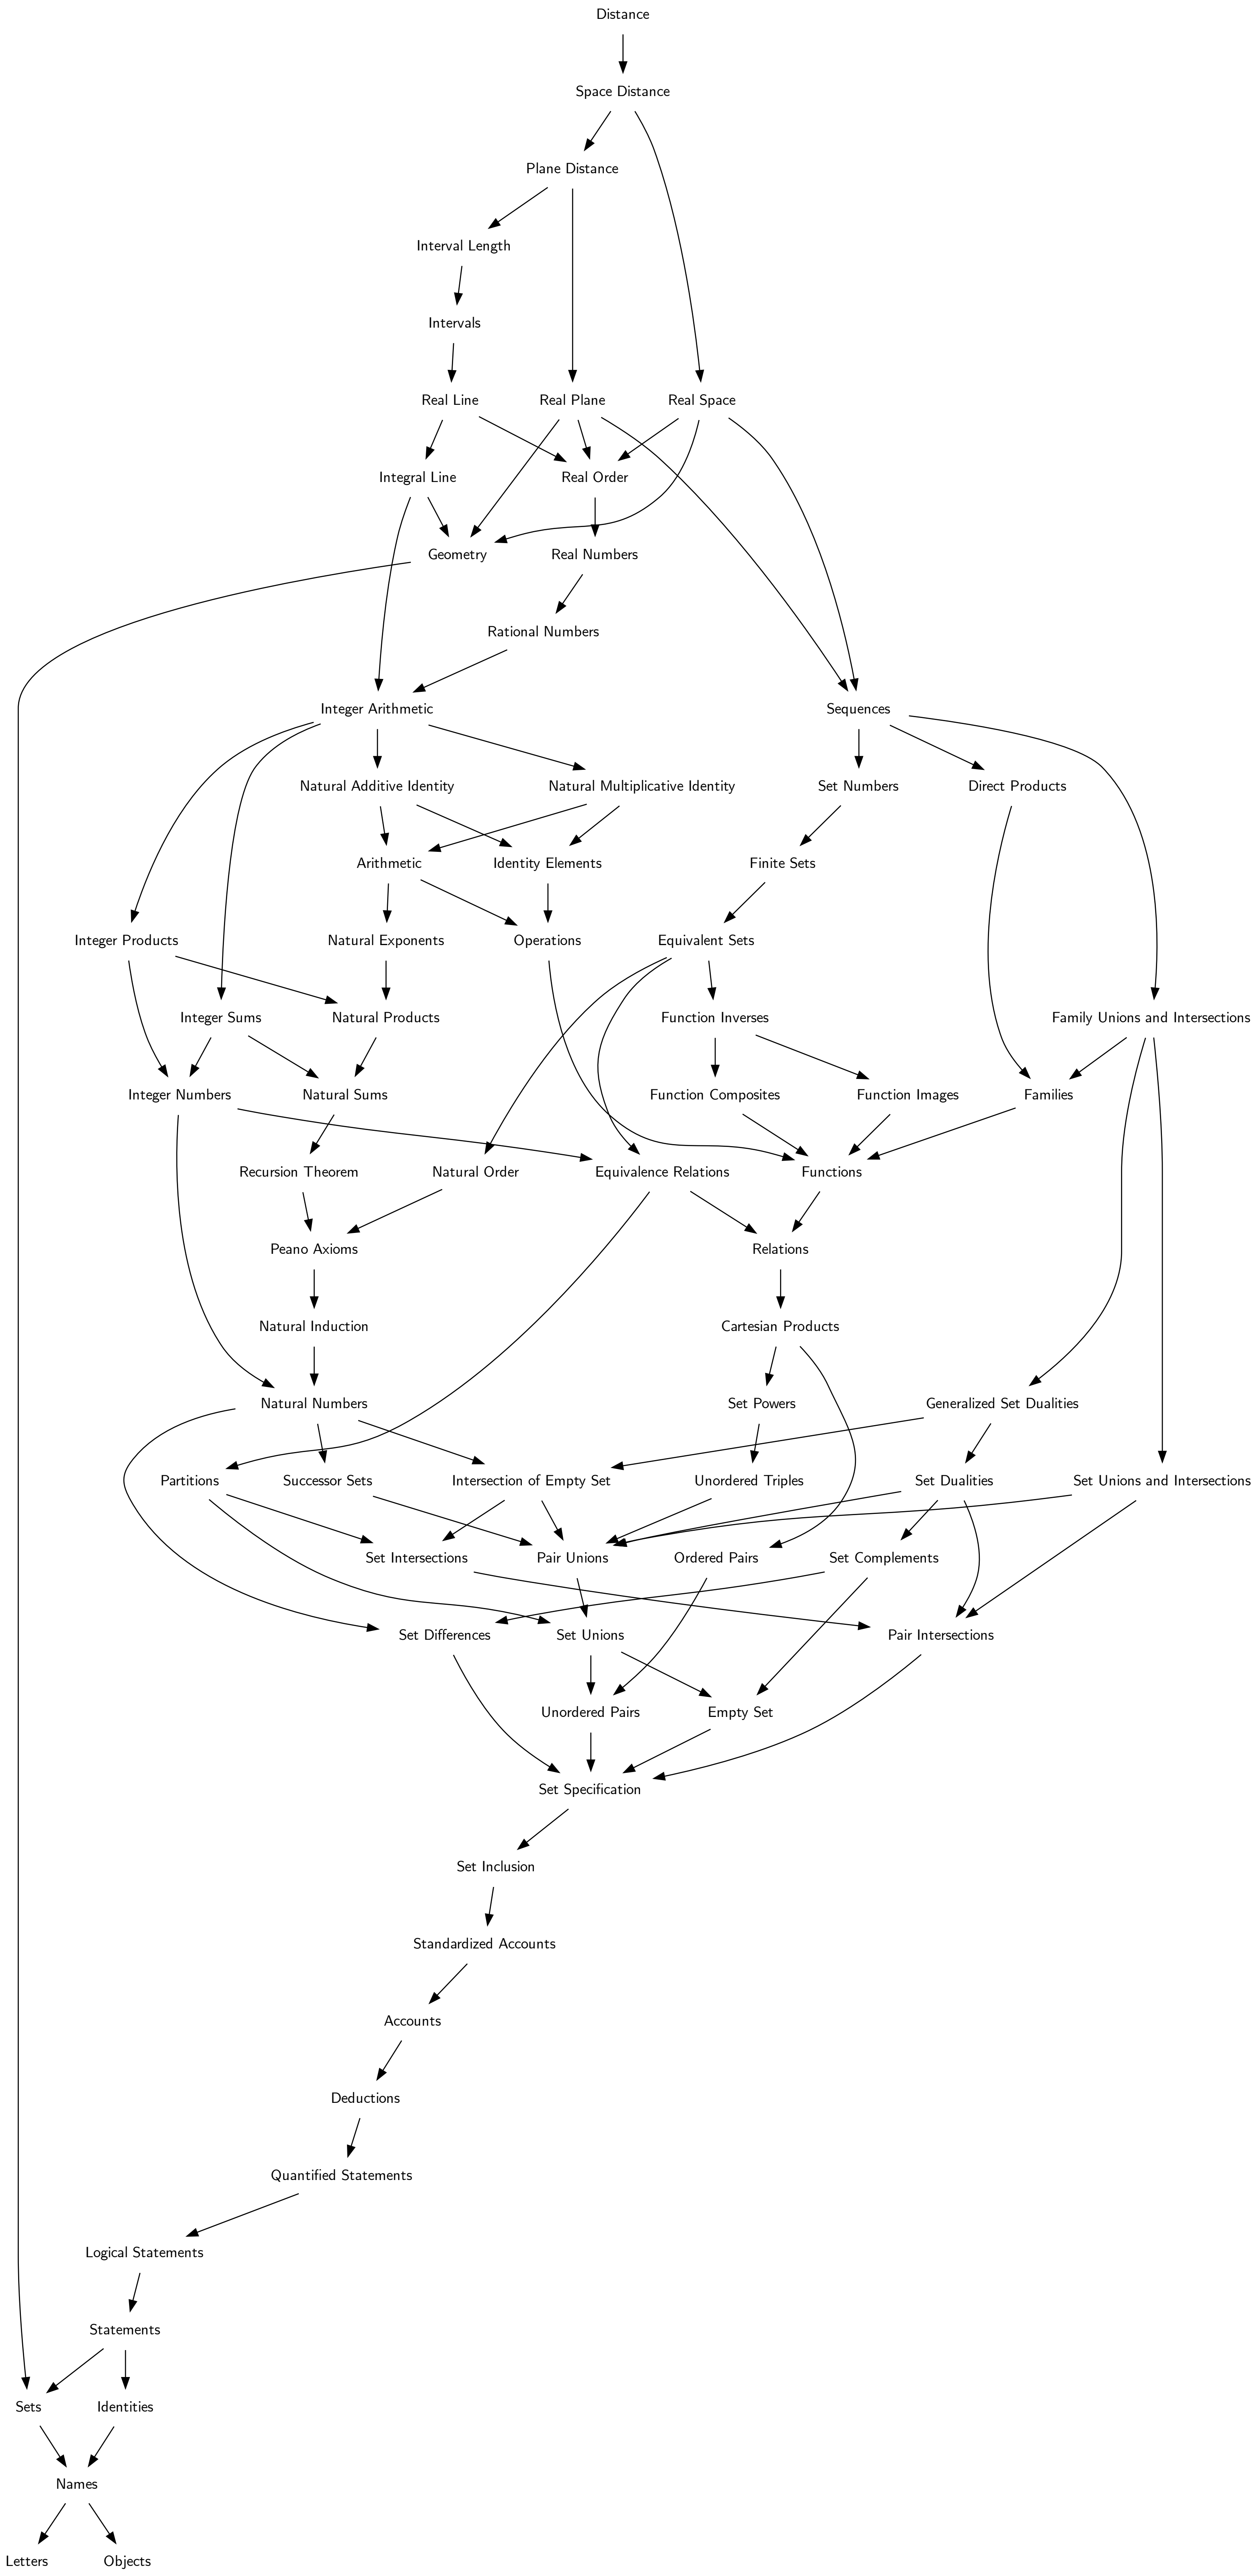 Distance
Space Distance
Plane Distance
Interval Length
Intervals
Real Line
Real Plane
Real Space
Integral Line
Real Order
Geometry
Real Numbers
Rational Numbers
Integer Arithmetic
Sequences
Natural Additive Identity
Natural Multiplicative Identity
Set Numbers
Direct Products
Arithmetic
Identity Elements
Finite Sets
Integer Products
Natural Exponents
Operations
Equivalent Sets
Integer Sums
Natural Products
Function Inverses
Family Unions and Intersections
Integer Numbers
Natural Sums
Function Composites
Function Images
Families
Recursion Theorem
Natural Order
Equivalence Relations
Functions
Peano Axioms
Relations
Natural Induction
Cartesian Products
Natural Numbers
Set Powers
Generalized Set Dualities
Partitions
Successor Sets
Intersection of Empty Set
Unordered Triples
Set Dualities
Set Unions and Intersections
Set Intersections
Pair Unions
Ordered Pairs
Set Complements
Set Differences
Set Unions
Pair Intersections
Unordered Pairs
Empty Set
Set Specification
Set Inclusion
Standardized Accounts
Accounts
Deductions
Quantified Statements
Logical Statements
Statements
Sets
Identities
Names
Letters
Objects